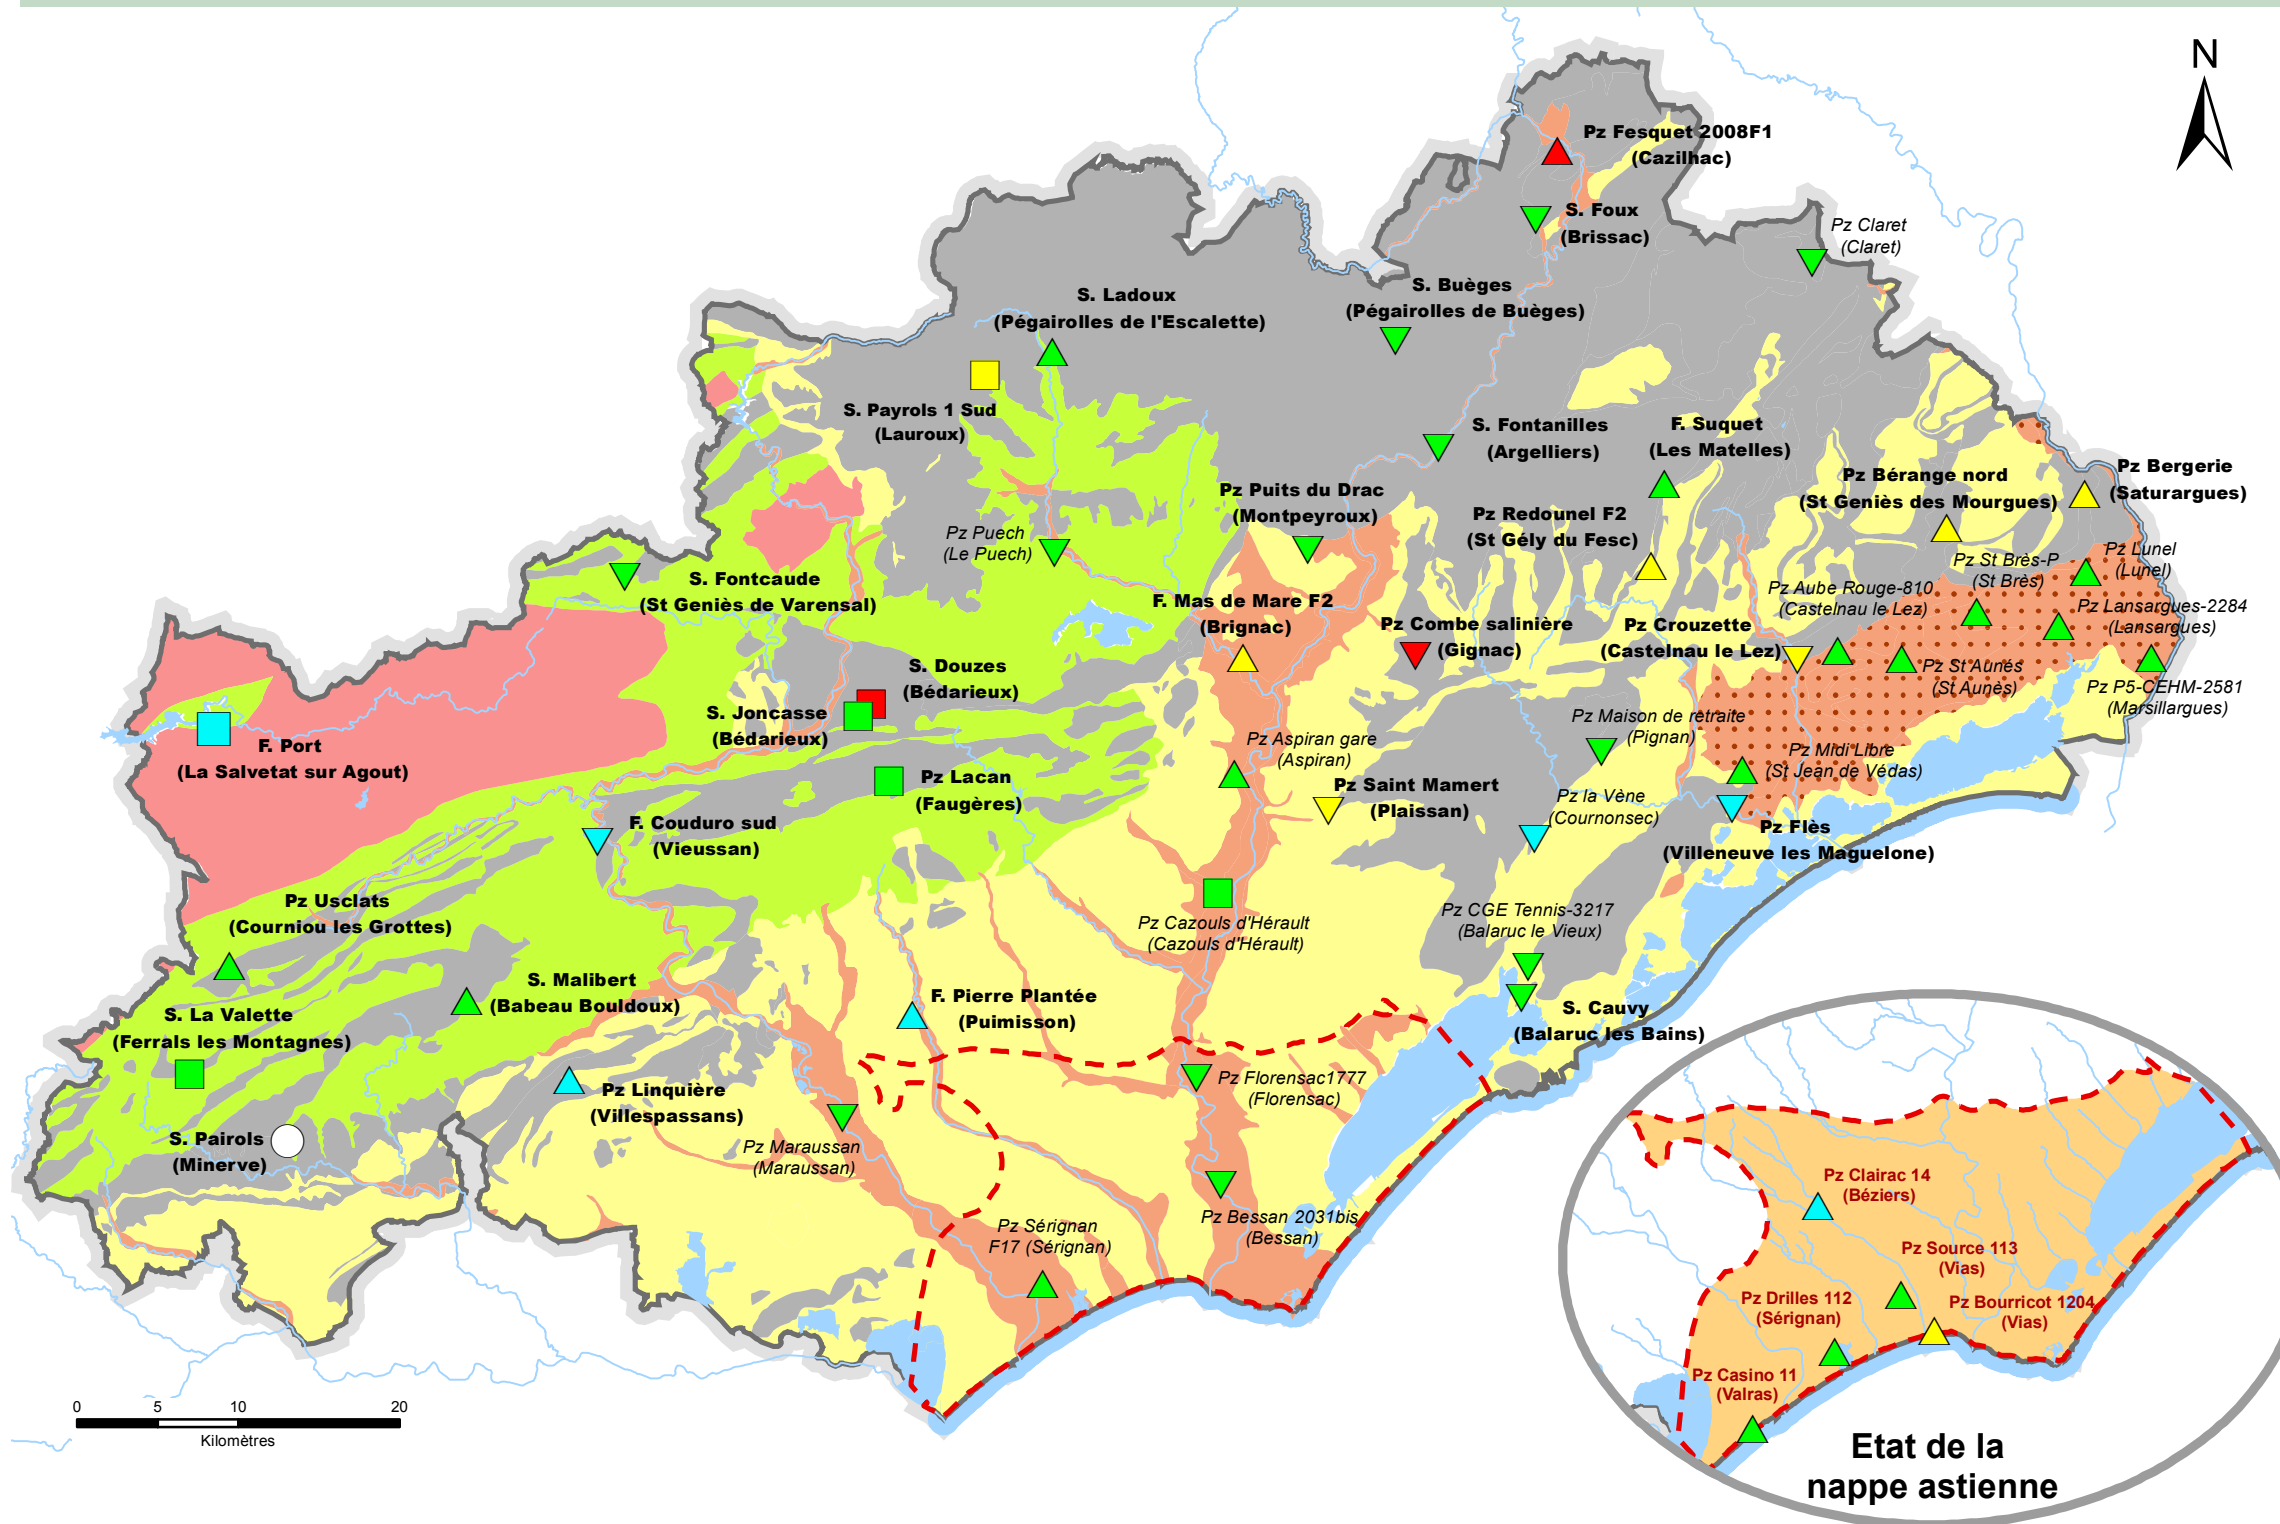 N
Pz Fesquet 2008F1
(Cazilhac)
S. Foux
(Brissac)
Pz Claret
(Claret)
S. Buèges
(Pégairolles de Buèges)
S. Ladoux
(Pégairolles de l'Escalette)
S. Payrols 1 Sud
(Lauroux)
S. Fontanilles
(Argelliers)
F. Suquet
(Les Matelles)
Pz Bérange nord
(St Geniès des Mourgues)
Pz Bergerie
(Saturargues)
Pz Puits du Drac
(Montpeyroux)
Pz Redounel F2
(St Gély du Fesc)
Pz Puech
(Le Puech)
Pz St Brès-P
(St Brès)
Pz Lunel
(Lunel)
S. Fontcaude
(St Geniès de Varensal)
Pz Aube Rouge-810
(Castelnau le Lez)
F. Mas de Mare F2
(Brignac)
Pz Combe salinière
(Gignac)
Pz Crouzette
(Castelnau le Lez)
Pz Lansargues-2284
(Lansargues)
Pz St Aunés
(St Aunès)
Pz P5-CEHM-2581
(Marsillargues)
S. Douzes
(Bédarieux)
S. Joncasse
(Bédarieux)
F. Port
(La Salvetat sur Agout)
Pz Maison de retraite
(Pignan)
Pz Aspiran gare
(Aspiran)
Pz Midi Libre
(St Jean de Védas)
Pz Lacan
(Faugères)
Pz Saint Mamert
(Plaissan)
Pz la Vène
(Cournonsec)
F. Couduro sud
(Vieussan)
Pz Flès
(Villeneuve les Maguelone)
Pz Usclats
(Courniou les Grottes)
Pz Cazouls d'Hérault
(Cazouls d'Hérault)
Pz CGE Tennis-3217
(Balaruc le Vieux)
S. Malibert
(Babeau Bouldoux)
F. Pierre Plantée
(Puimisson)
S. Cauvy
(Balaruc les Bains)
S. La Valette
(Ferrals les Montagnes)
Pz Linquière
(Villespassans)
Pz Florensac1777
(Florensac)
S. Pairols
(Minerve)
Pz Maraussan
(Maraussan)
Pz Sérignan
F17 (Sérignan)
Pz Bessan 2031bis
(Bessan)
Pz Clairac 14
(Béziers)
Pz Source 113
(Vias)
Pz Drilles 112
(Sérignan)
Pz Bourricot 1204
(Vias)
Pz Casino 11
(Valras)
Etat de la
nappe astienne
0 5 10 20
Kilomètres